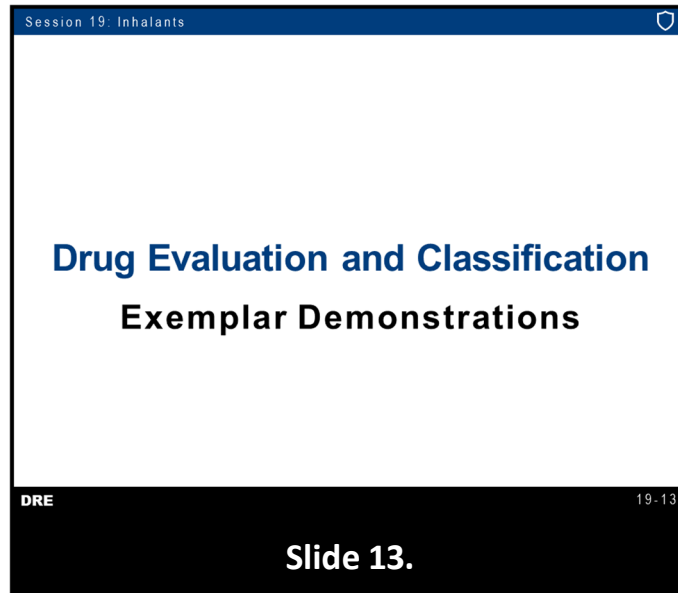 Session 19: Inhalants
Drug Evaluation and Classification
Exemplar Demonstrations
DRE
19-13
Slide 13.